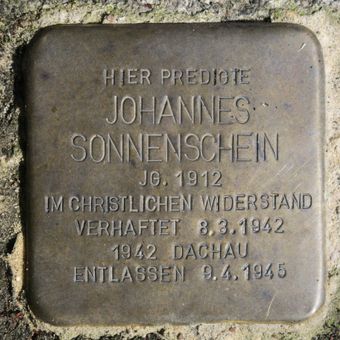 HIER PREDIGTE
JOHANNES
SONNENSCHEIN
JG. 1912
IM CHRISTLICHEN WIDERSTAND
VERHAFTET 8.3.1942
1942 DACHAU
ENTLASSEN 9.4.1945